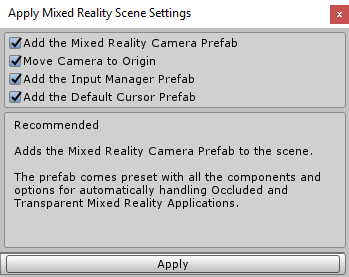 Apply Mixed Reality Scene Settings
x
Add the Mixed Reality Camera Prefab
Move Camera to Origin
Add the Input Manager Prefab
Add the Default Cursor Prefab
Recommended
Adds the Mixed Reality Camera Prefab to the scene.
The prefab comes preset with all the components and
options for automatically handling Occluded and
Transparent Mixed Reality Applications.
Apply